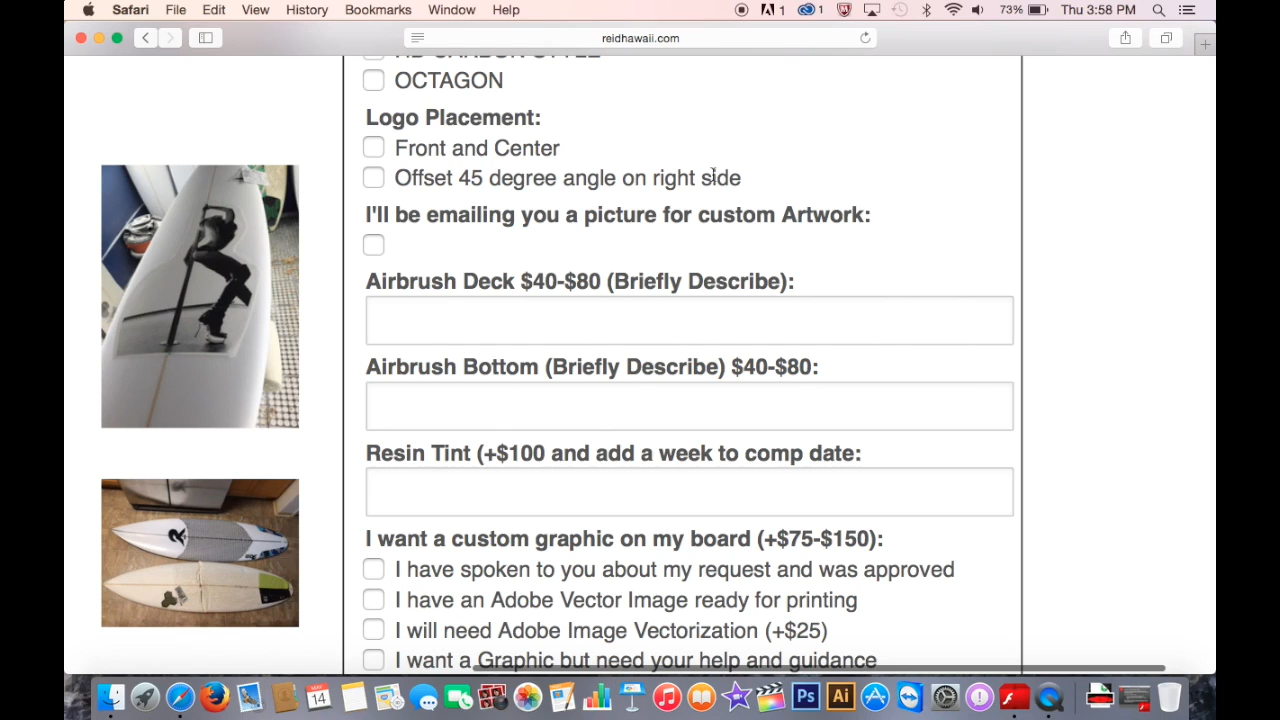 Safari File Edit View History Bookmarks Window Help 1 1 73% Thu 3:58 PM
reidhawaii.com
OCTAGON
Logo Placement:
Front and Center
Offset 45 degree angle on right side
I'll be emailing you a picture for custom Artwork:
Airbrush Deck $40-$80 (Briefly Describe):
Airbrush Bottom (Briefly Describe) $40-$80:
Resin Tint (+$100 and add a week to comp date:
I want a custom graphic on my board (+$75-$150):
I have spoken to you about my request and was approved
I have an Adobe Vector Image ready for printing
I will need Adobe Image Vectorization (+$25)
I want a Graphic but need your help and guidance
14
Ps
Ai